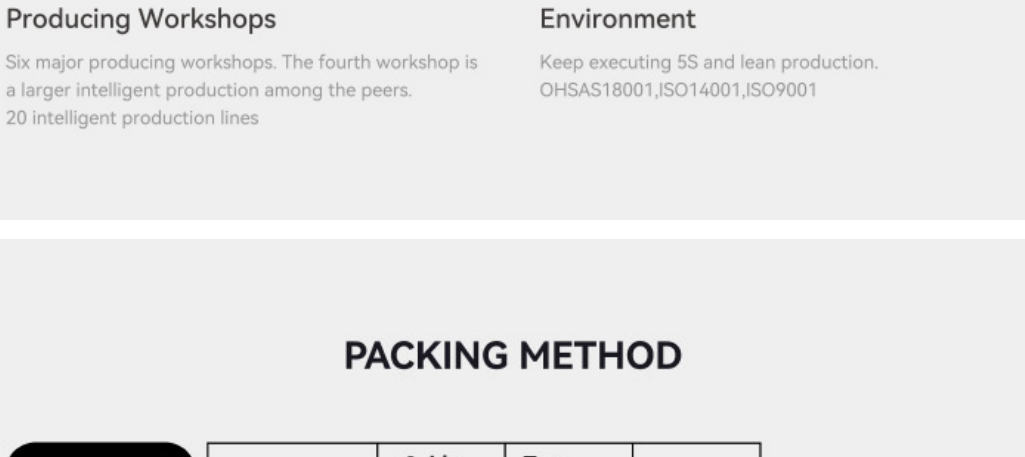 Producing Workshops
Six major producing workshops. The fourth workshop is
a larger intelligent production among the peers.
20 intelligent production lines
Environment
Keep executing 5S and lean production.
OHSAS18001,ISO14001,ISO9001
PACKING METHOD